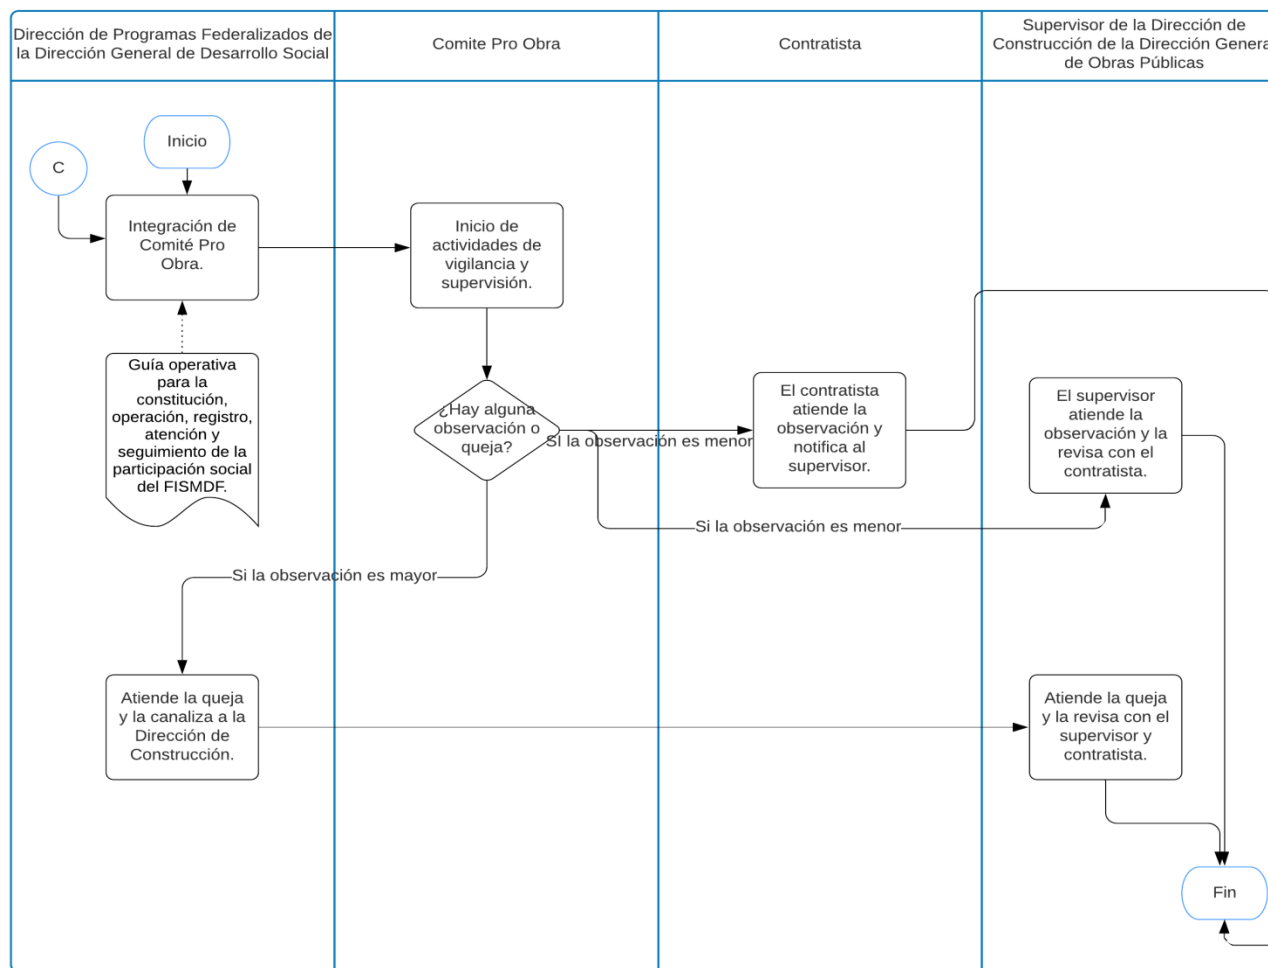 Dirección de Programas Federalizados de
la Dirección General de Desarrollo Social
Comite Pro Obra
Contratista
Supervisor de la Dirección de
Construcción de la Dirección Genera
de Obras Públicas
C
Inicio
Integración de
Comité Pro
Obra.
Inicio de
actividades de
vigilancia y
supervisión.
Guía operativa
para la
constitución,
operación, registro,
atención y
seguimiento de la
participación social
del FISMDF.
¿Hay alguna
observación o
queja?
SI la observación es menor
El contratista
atiende la
observación y
notifica al
supervisor.
El supervisor
atiende la
observación y la
revisa con el
contratista.
Si la observación es menor
Si la observación es mayor
Atiende la queja
y la canaliza a la
Dirección de
Construcción.
Atiende la queja
y la revisa con el
supervisor y
contratista.
Fin